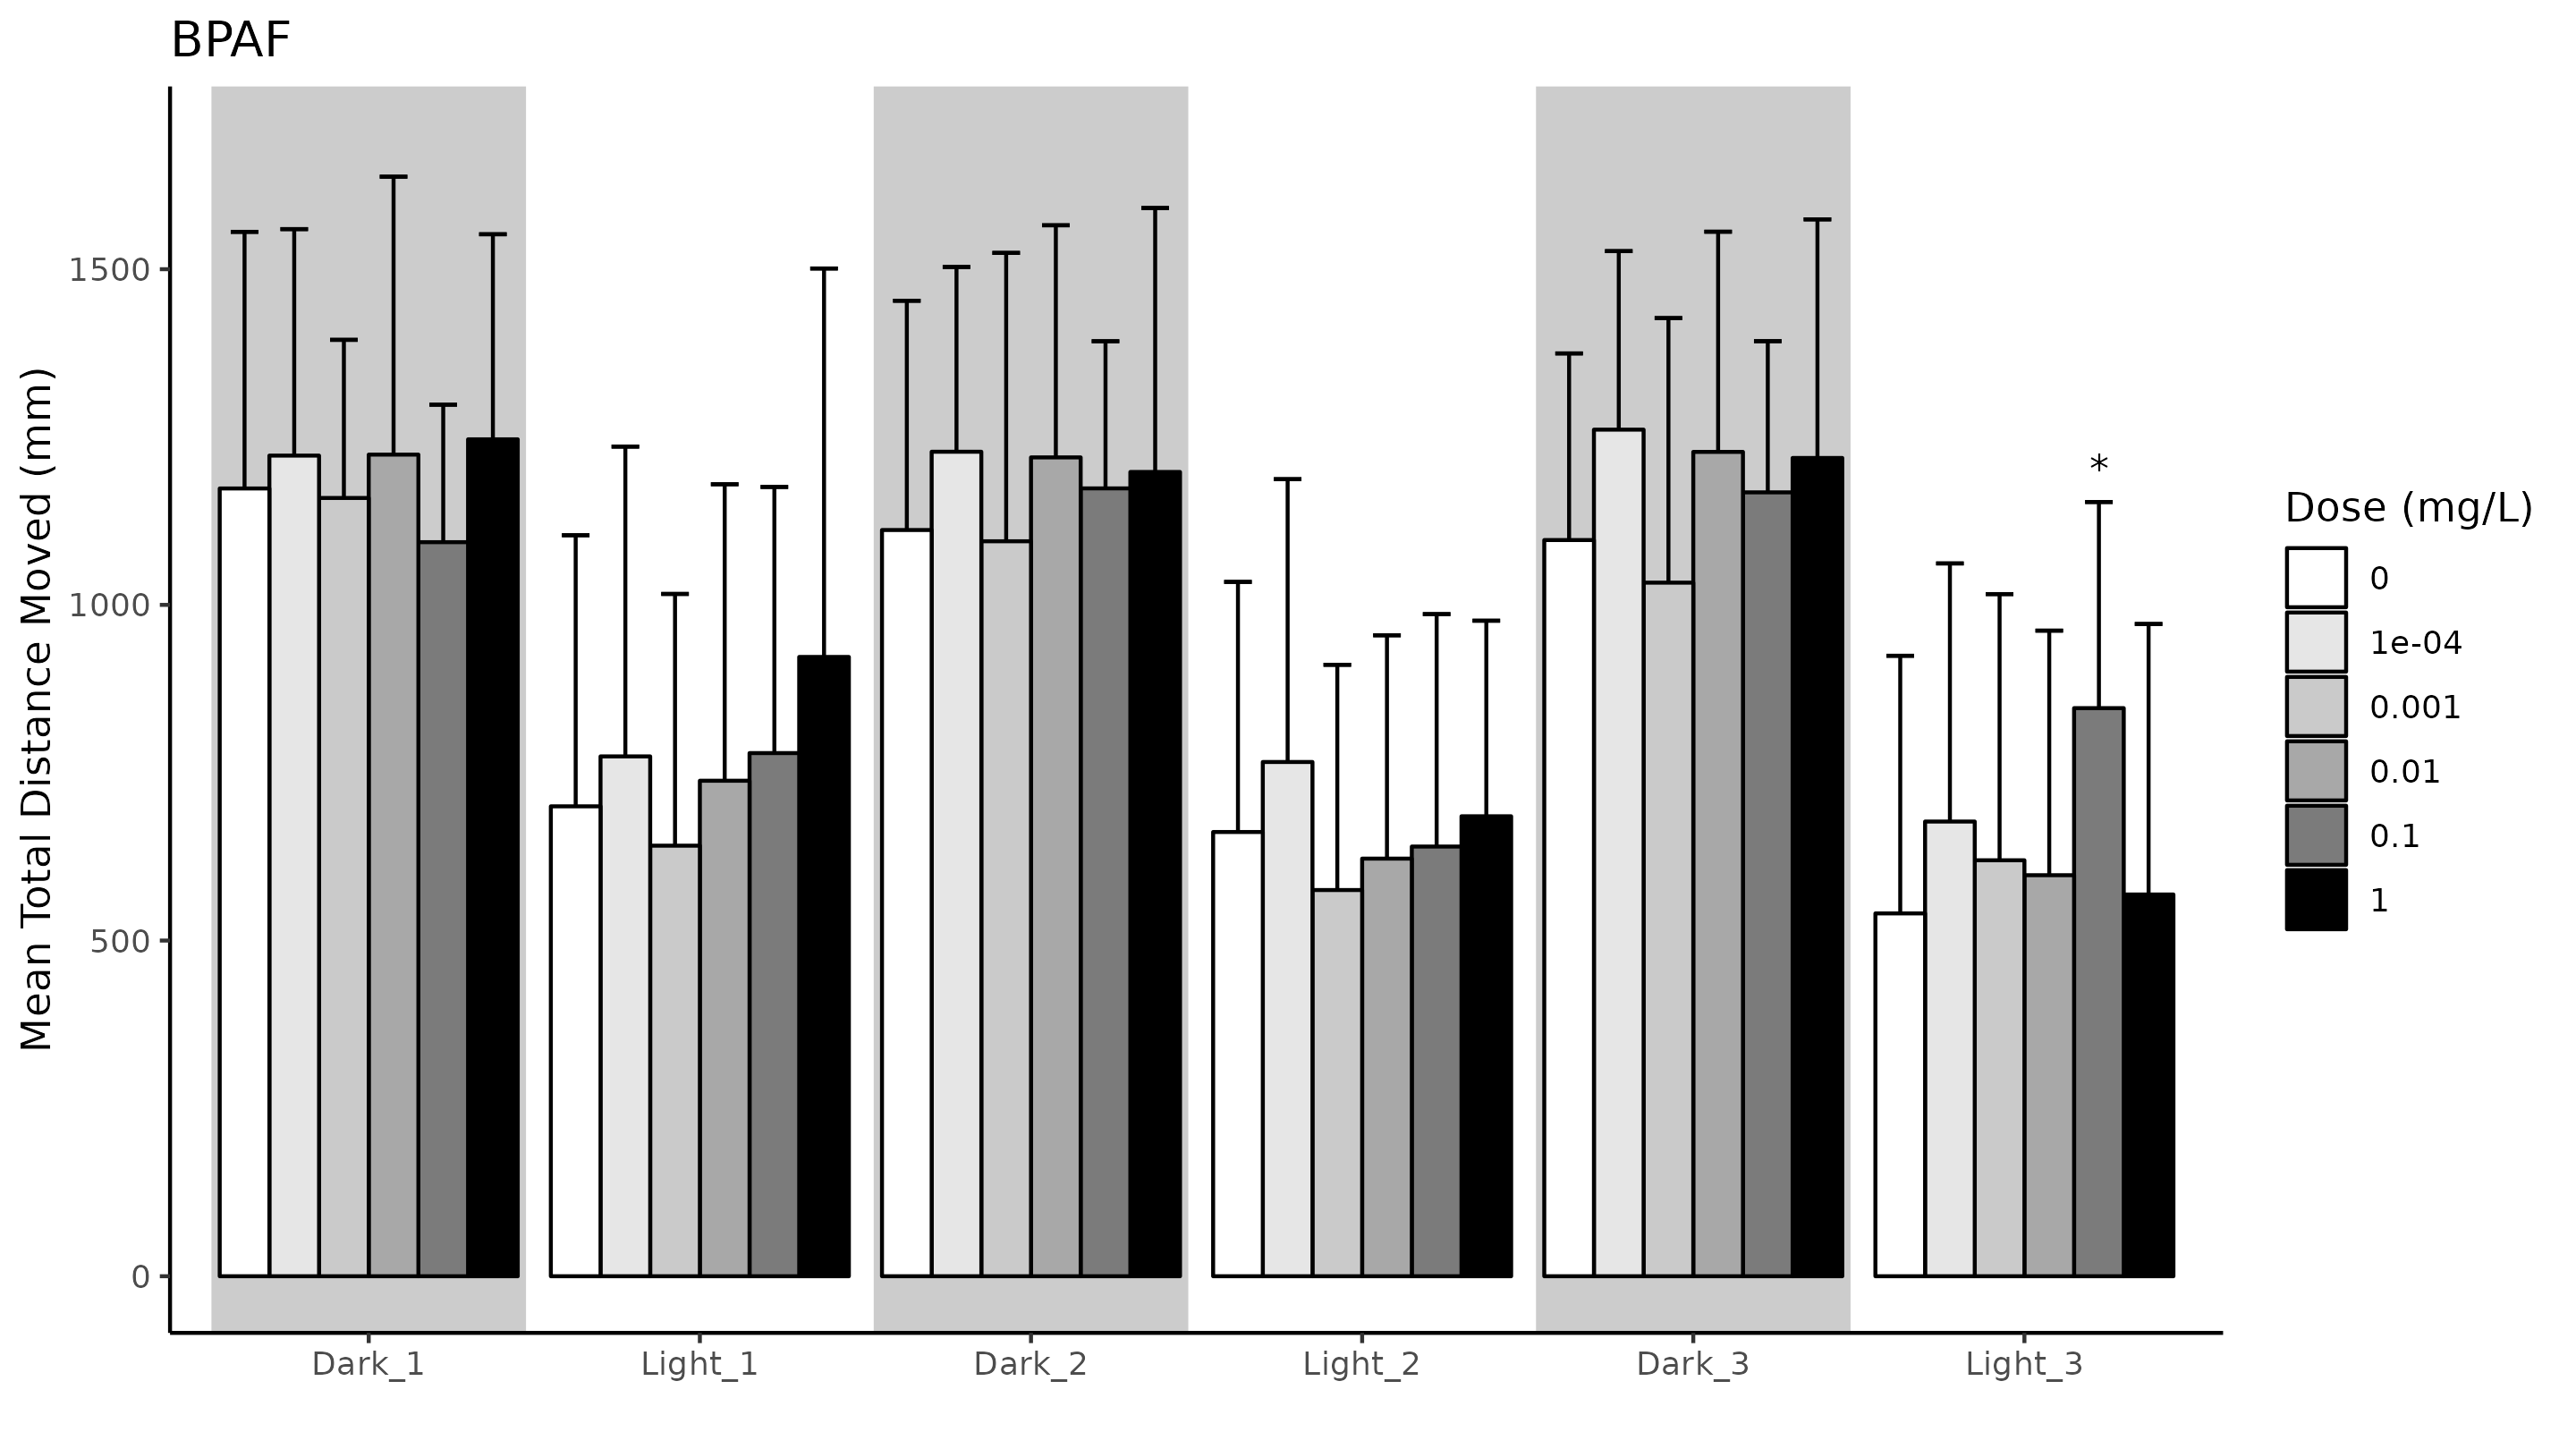 BPAF
Mean Total Distance Moved (mm)
1500
1000
500
0
*
Dark_1
Light_1
Dark_2
Light_2
Dark_3
Light_3
Dose (mg/L)
0
1e-04
0.001
0.01
0.1
1